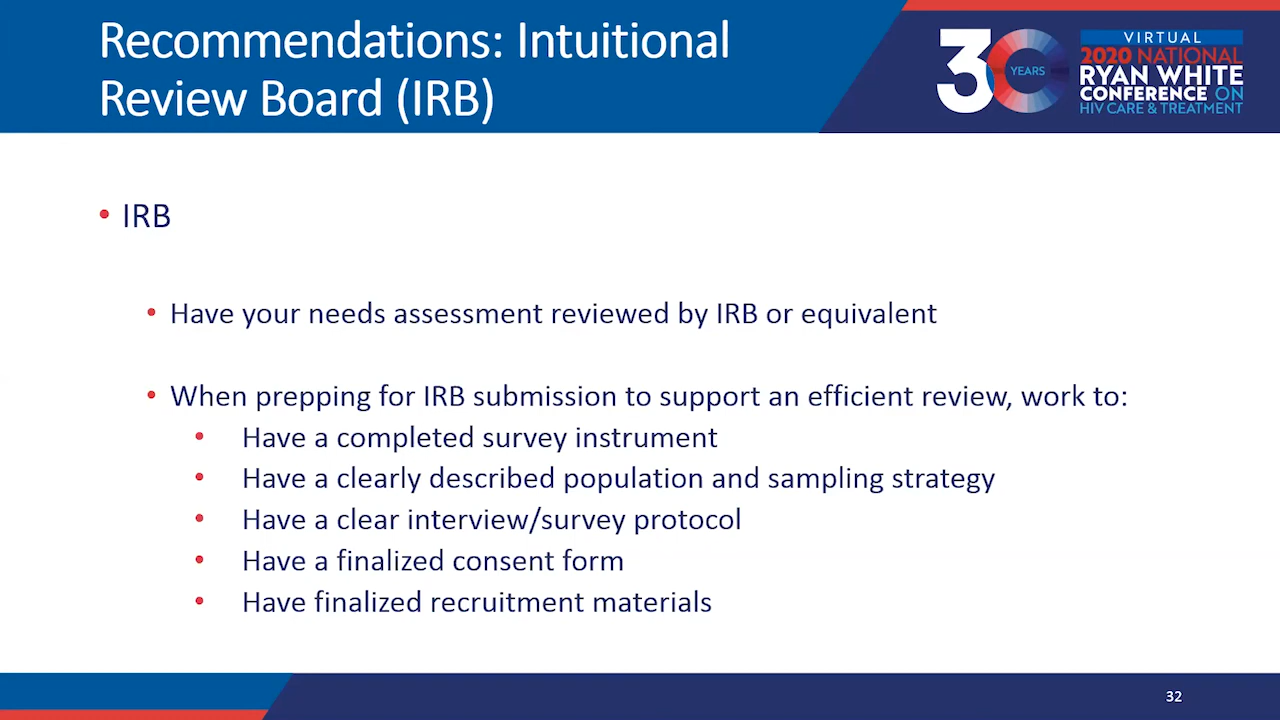 Recommendations: Intuitional
Review Board (IRB)
30
YEARS
VIRTUAL
2020 NATIONAL
RYAN WHITE
CONFERENCE ON
HIV CARE & TREATMENT
• IRB
• Have your needs assessment reviewed by IRB or equivalent
• When prepping for IRB submission to support an efficient review, work to:
• Have a completed survey instrument
• Have a clearly described population and sampling strategy
• Have a clear interview/survey protocol
• Have a finalized consent form
• Have finalized recruitment materials
32